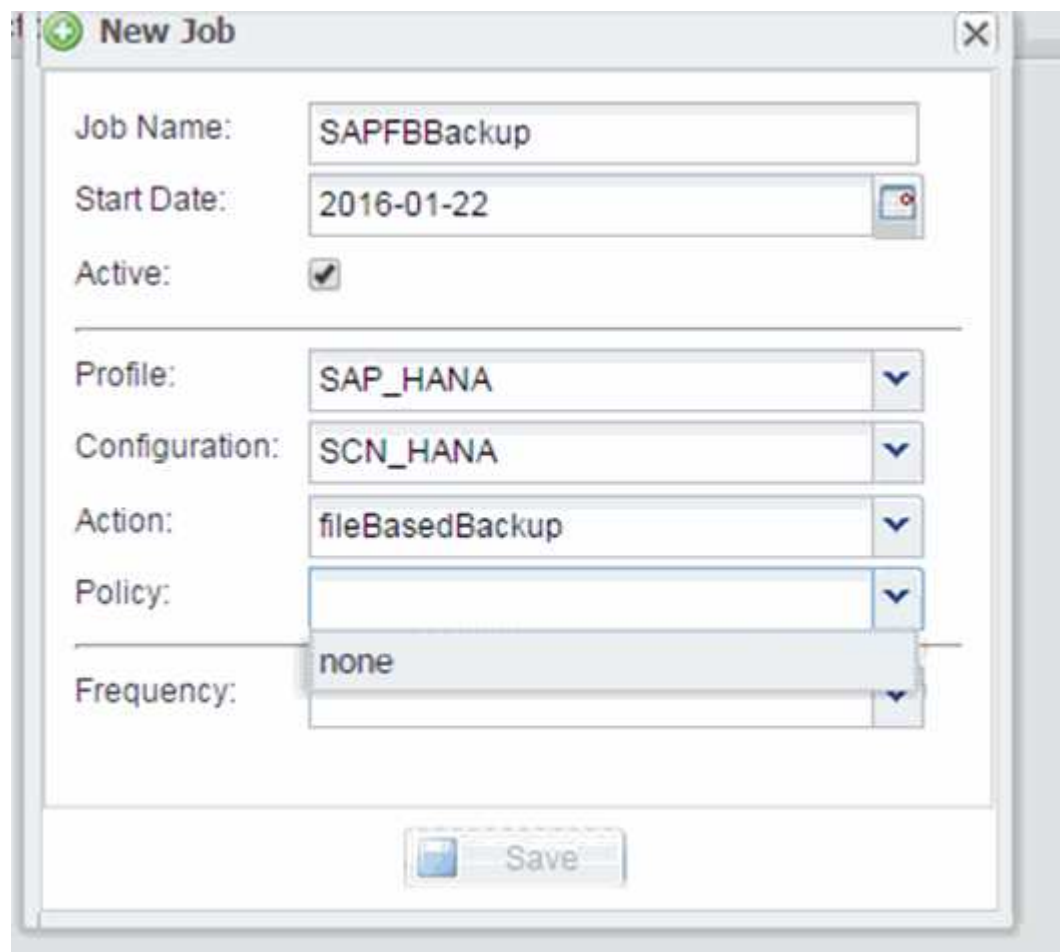 New Job
Job Name: SAPFBBackup
Start Date: 2016-01-22
Active:
Profile: SAP_HANA
Configuration: SCN_HANA
Action: fileBasedBackup
Policy:
none
Frequency:
Save